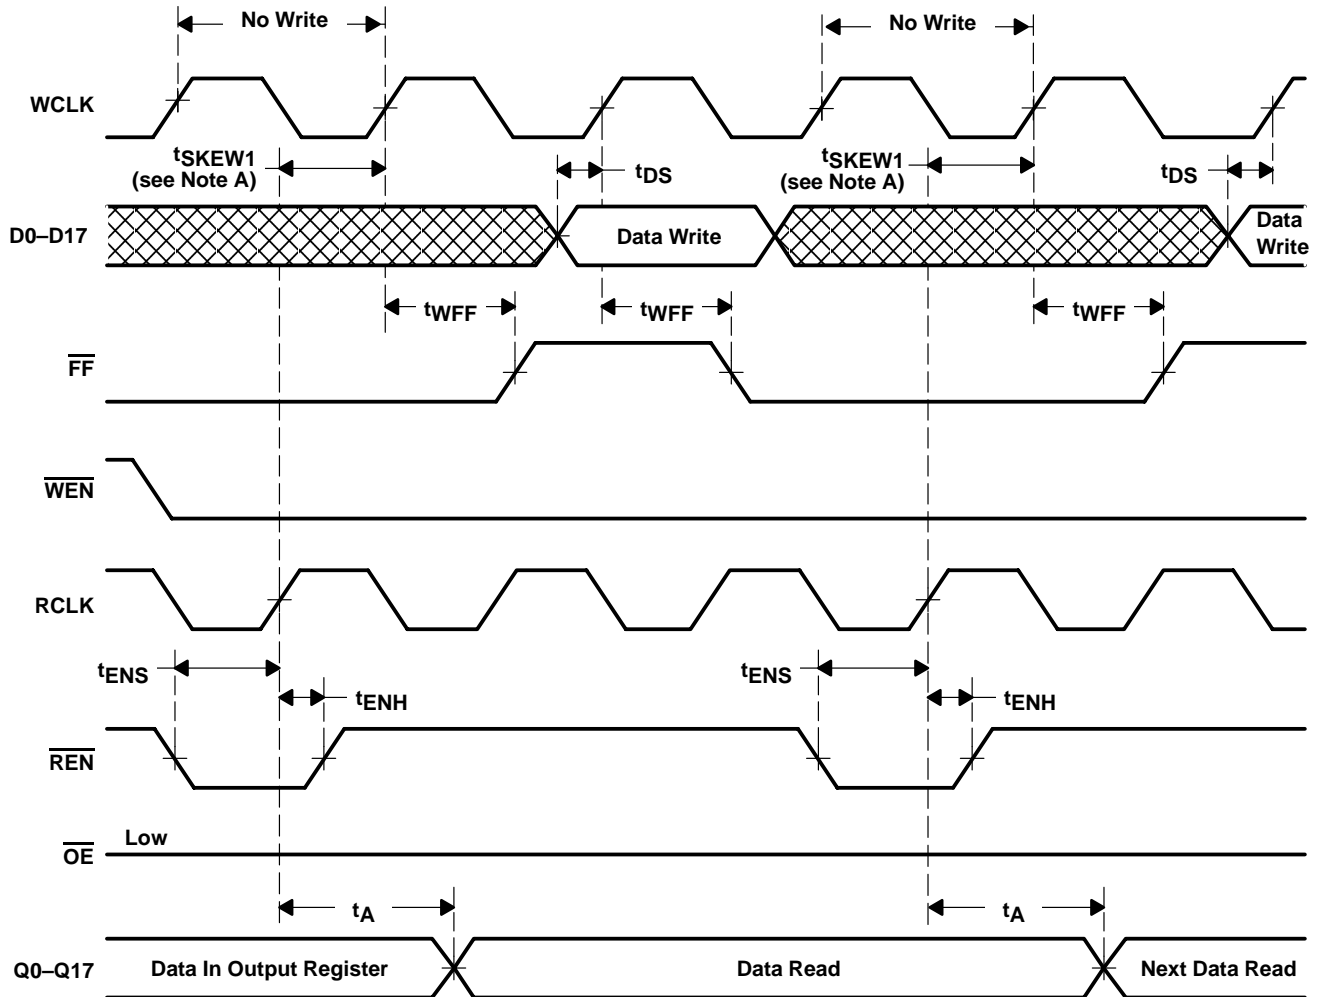 No Write
No Write
WCLK
tSKEW1
(see Note A)
tDS
tSKEW1
(see Note A)
tDS
D0–D17
Data Write
Data
Write
tWFF
tWFF
tWFF
FF
WEN
RCLK
tENS
tENH
tENS
tENH
REN
Low
OE
tA
tA
Q0–Q17
Data In Output Register
Data Read
Next Data Read